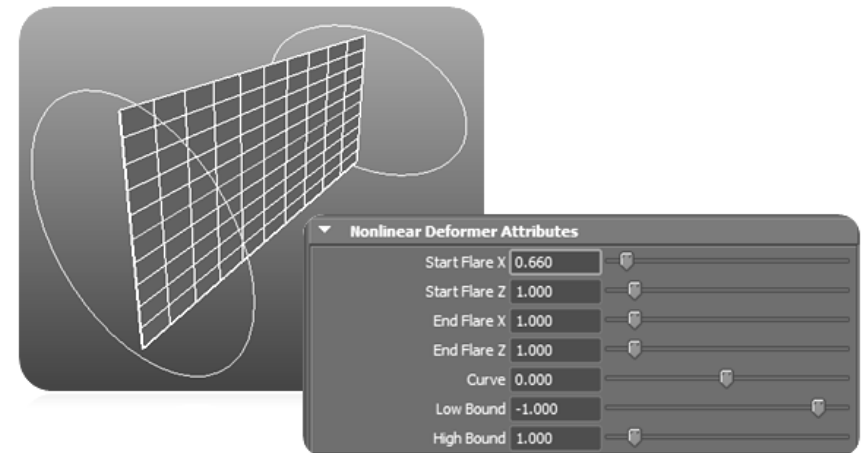 Nonlinear Deformer Attributes
Start Flare X 0.660
Start Flare Z 1.000
End Flare X 1.000
End Flare Z 1.000
Curve 0.000
Low Bound -1.000
High Bound 1.000